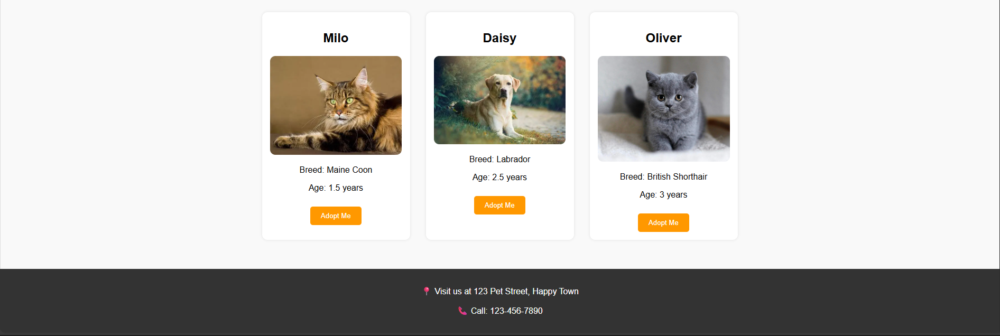 Milo
Breed: Maine Coon
Age: 1.5 years
Adopt Me
Daisy
Breed: Labrador
Age: 2.5 years
Adopt Me
Oliver
Breed: British Shorthair
Age: 3 years
Adopt Me
📍 Visit us at 123 Pet Street, Happy Town
📞 Call: 123-456-7890